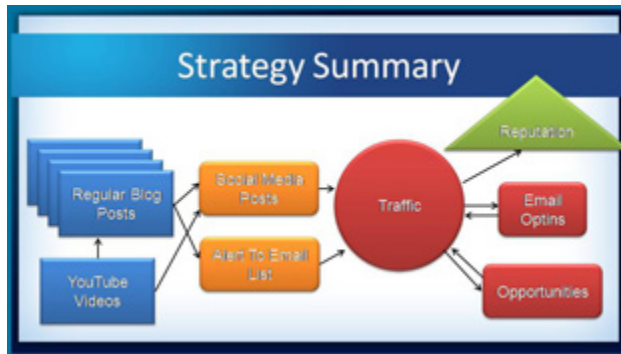 Strategy Summary
Reputation
Regular Blog
Posts
Social Media
Posts
Traffic
Email
Optins
YouTube
Videos
Alert To Email
List
Opportunities